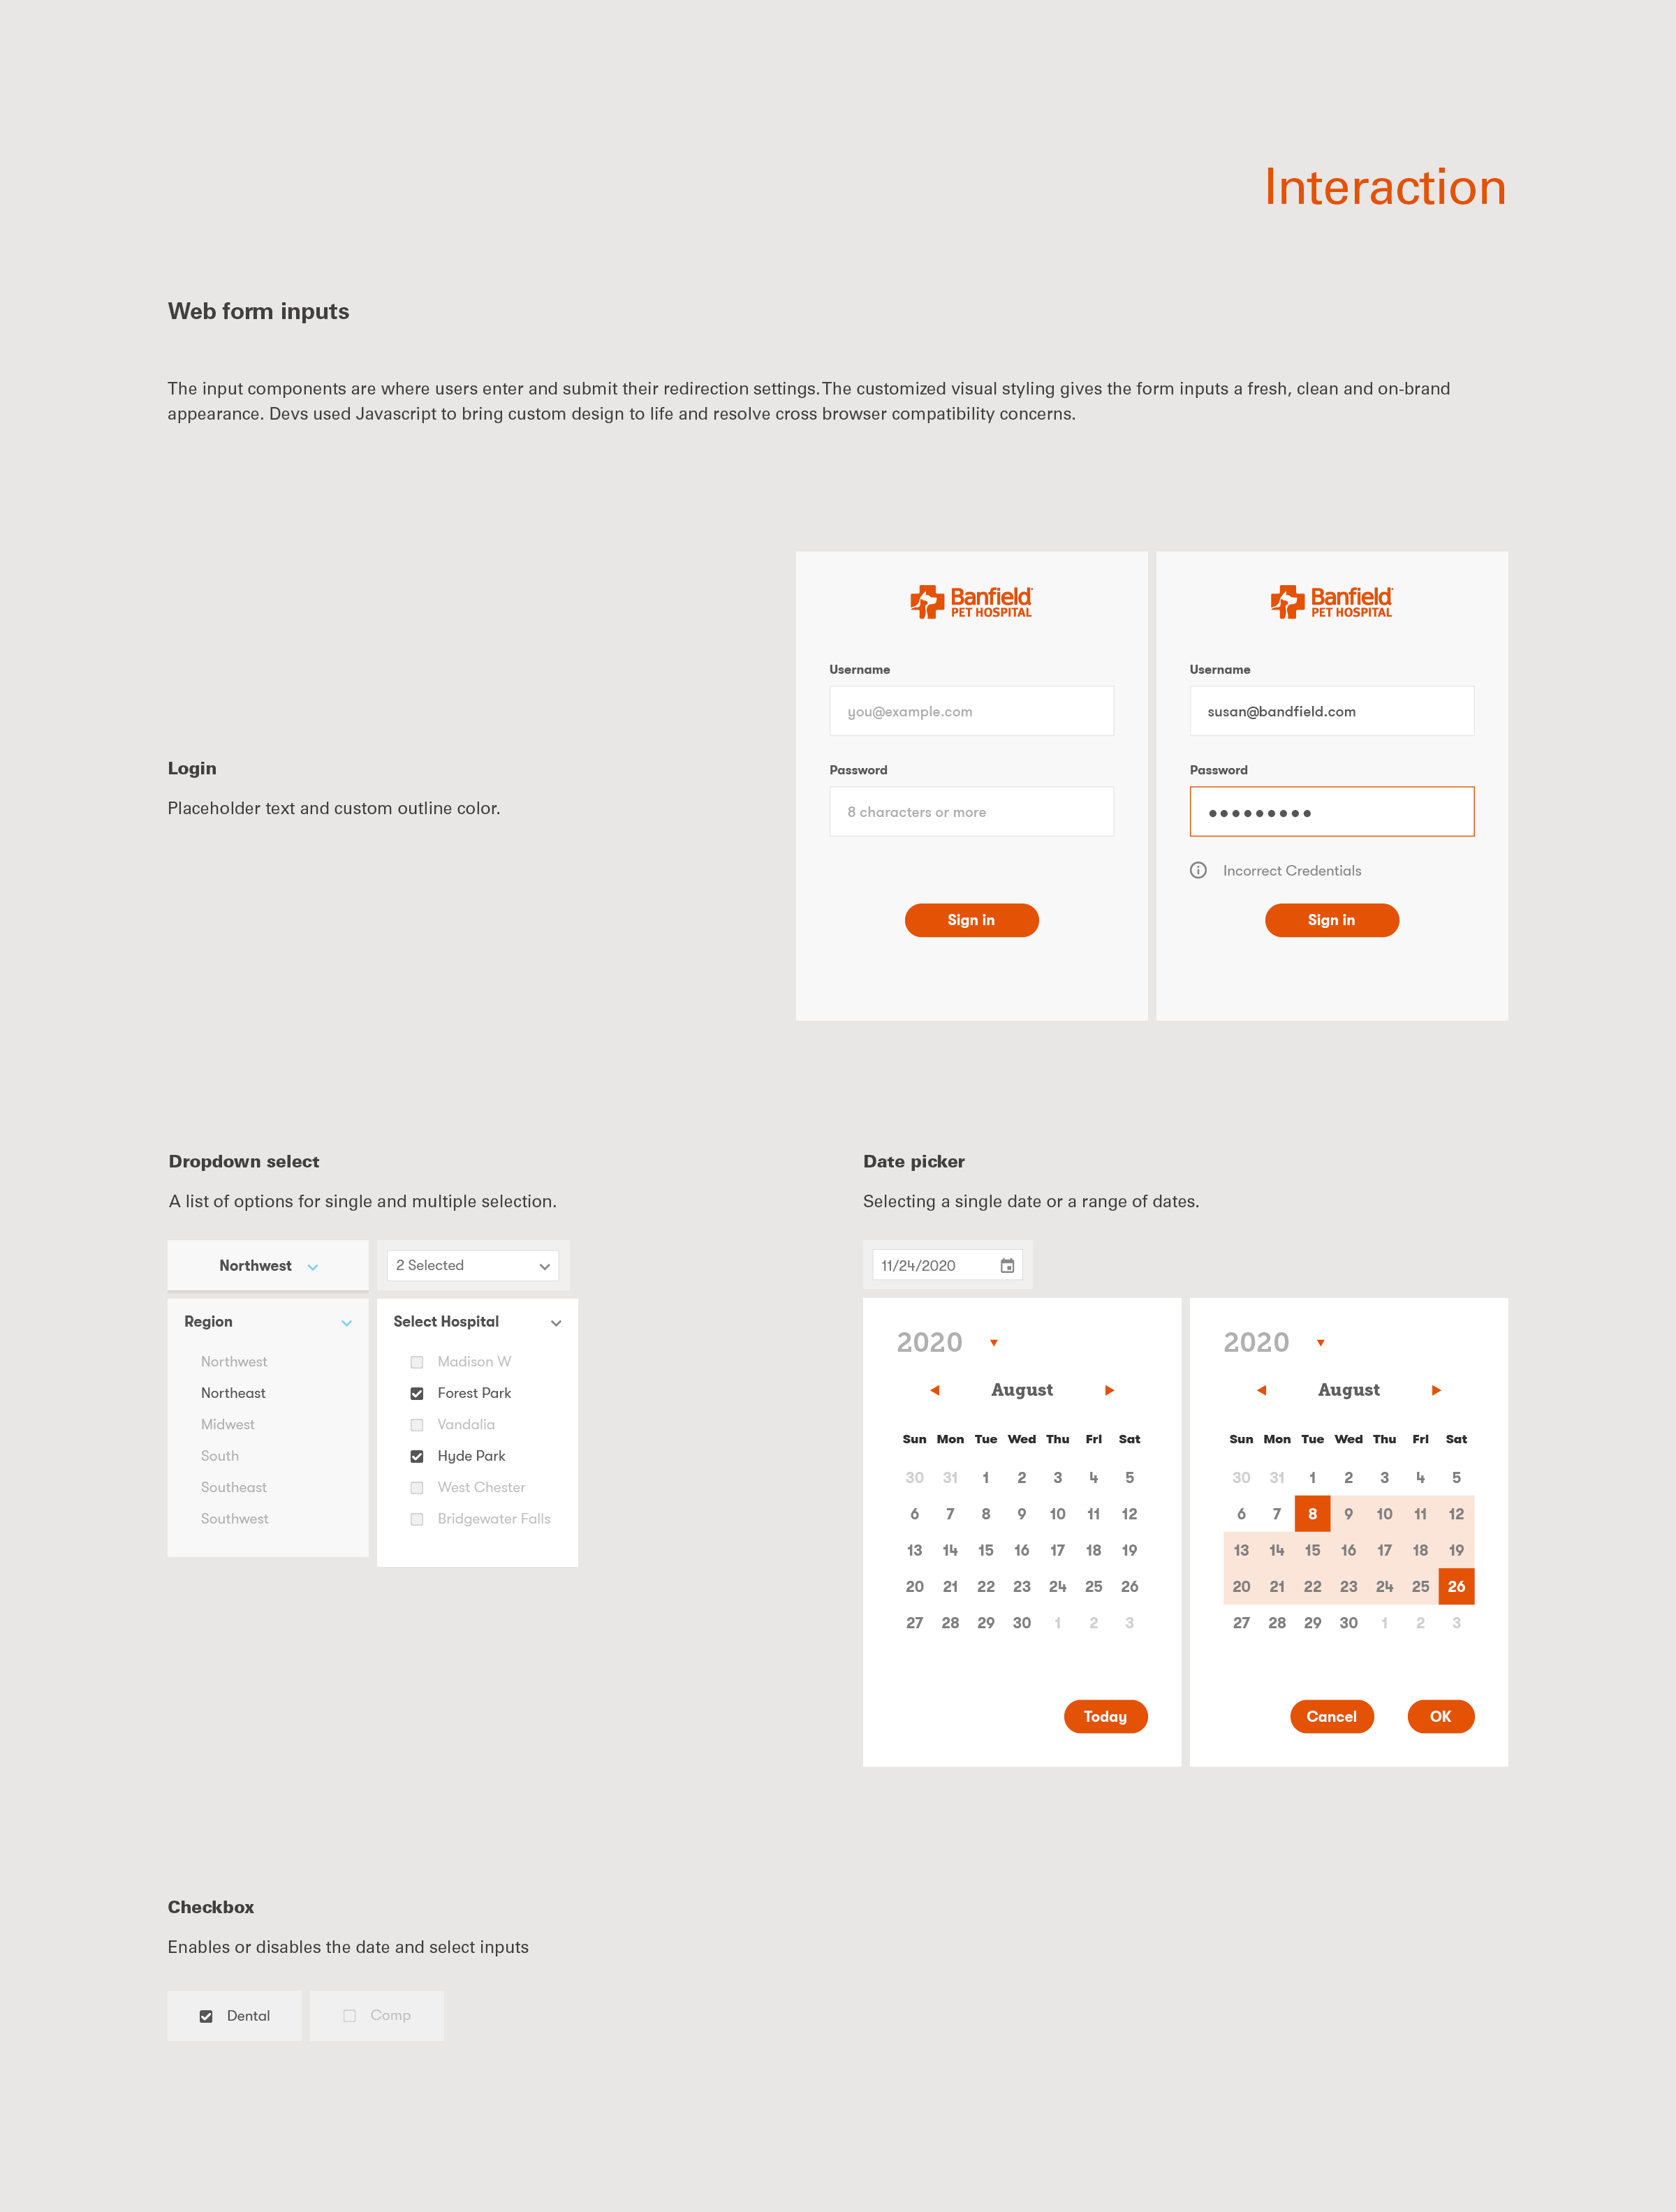 Interaction
Web form inputs
The input components are where users enter and submit their redirection settings. The customized visual styling gives the form inputs a fresh, clean and on-brand
appearance. Devs used Javascript to bring custom design to life and resolve cross browser compatibility concerns.
Login
Placeholder text and custom outline color.
Banfield
PET HOSPITAL
Username
you@example.com
Password
8 characters or more
Sign in
Banfield
PET HOSPITAL
Username
susan@bandfield.com
Password
Incorrect Credentials
Sign in
Dropdown select
A list of options for single and multiple selection.
Northwest
Region
Northwest
Northeast
Midwest
South
Southeast
Southwest
2 Selected
Select Hospital
Madison W
Forest Park
Vandalia
Hyde Park
West Chester
Bridgewater Falls
Date picker
Selecting a single date or a range of dates.
11/24/2020
2020
August
Sun Mon Tue Wed Thu Fri Sat
30 31 1 2 3 4 5
6 7 8 9 10 11 12
13 14 15 16 17 18 19
20 21 22 23 24 25 26
27 28 29 30 1 2 3
Today
2020
August
Sun Mon Tue Wed Thu Fri Sat
30 31 1 2 3 4 5
6 7 8 9 10 11 12
13 14 15 16 17 18 19
20 21 22 23 24 25 26
27 28 29 30 1 2 3
Cancel OK
Checkbox
Enables or disables the date and select inputs
Dental
Comp